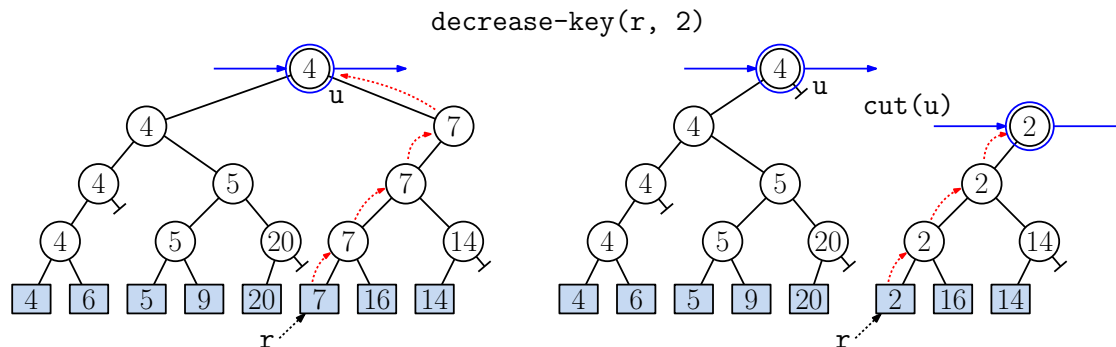 decrease-key(r, 2)
4 4
u u
cut(u)
4 7 4 2
4 5 7 4 5 2
4 5 20 7 14 4 5 20 2 14
4 6 5 9 20 7 16 14 4 6 5 9 20 2 16 14
r r